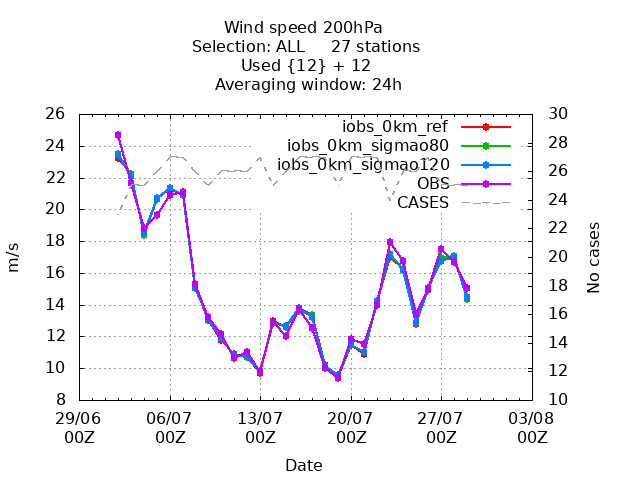 Wind speed 200hPa
Selection: ALL 27 stations
Used {12} + 12
Averaging window: 24h
26 30
iobs_0km_ref
28
24
iobs_0km_sigmao80
26
iobs_0km_sigmao120
22
OBS
24
20
CASES
22
18
20
16
18
14
16
12
14
10
12
8 10
m/s
No cases
29/06 06/07 13/07 20/07 27/07 03/08
00Z 00Z 00Z 00Z 00Z 00Z
Date